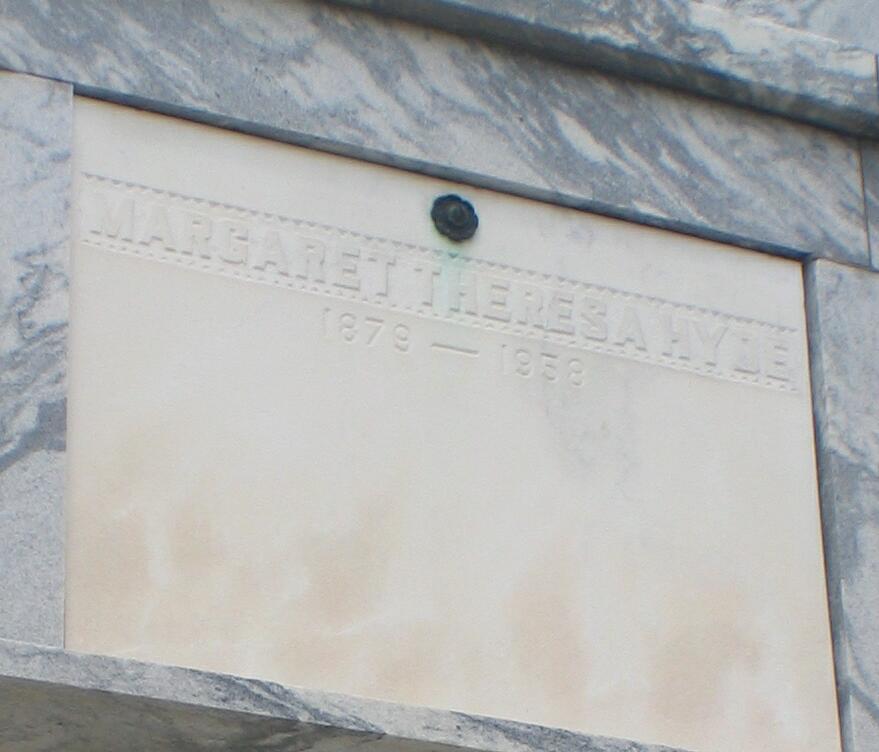 MARGARET THERESA HYDE
1879 — 1958